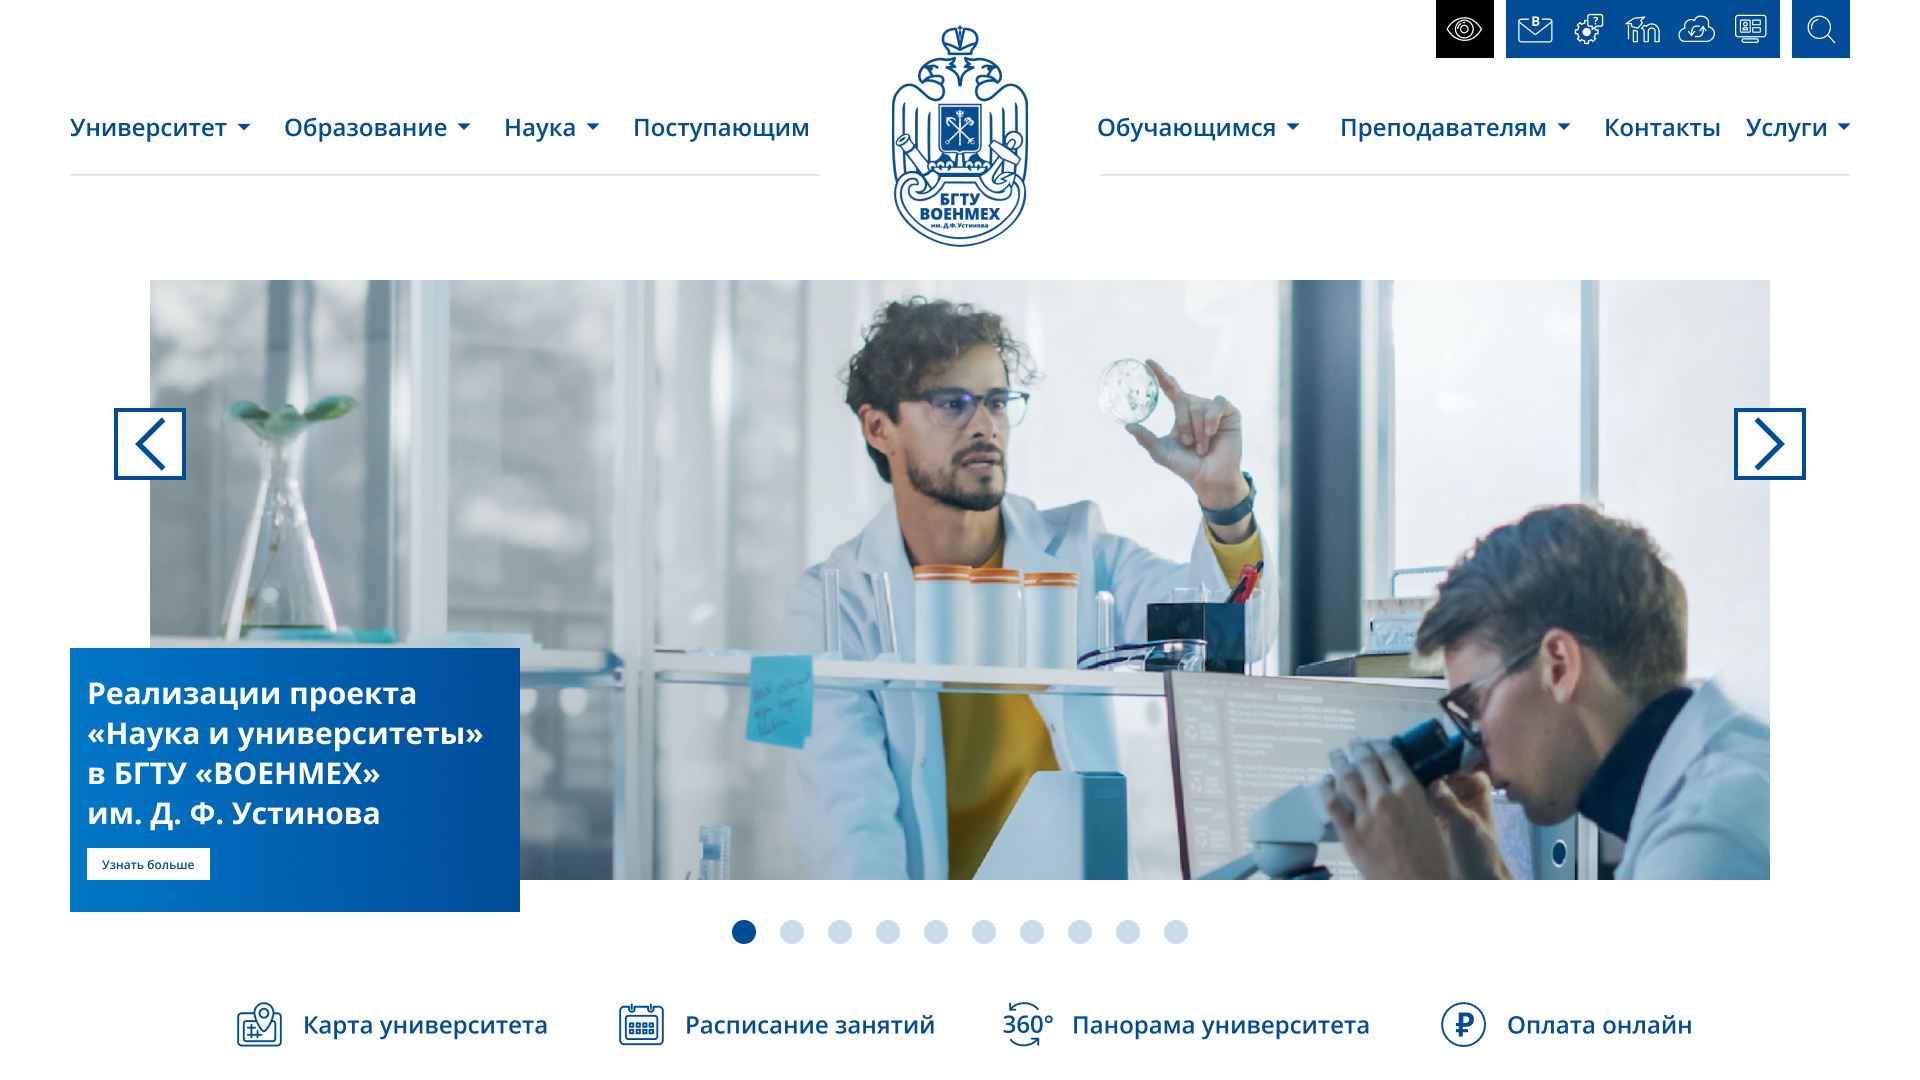 Университет
Образование
Наука
Поступающим
БГТУ
ВОЕНМЕХ
им. Д.Ф. Устинова
B
?
Обучающимся
Преподавателям
Контакты
Услуги
Реализации проекта
«Наука и университеты»
в БГТУ «ВОЕНМЕХ»
им. Д. Ф. Устинова
Узнать больше
Карта университета
Расписание занятий
360°
Панорама университета
₽
Оплата онлайн